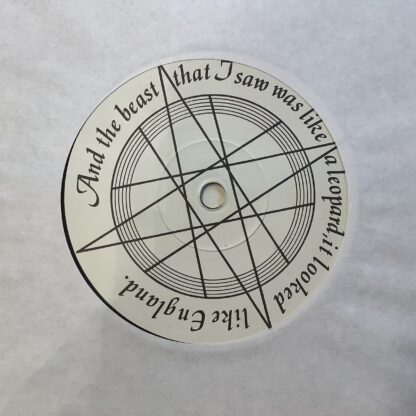 And the beast that I saw was like a leopard. it looked like England.